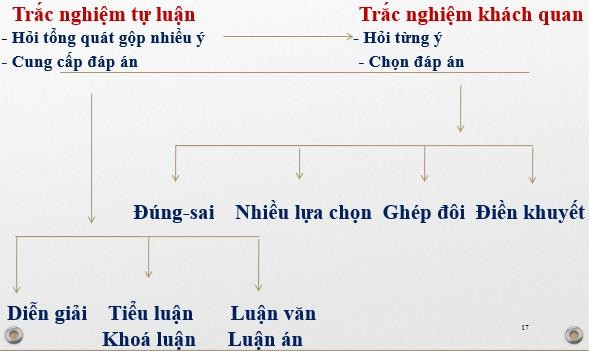 Trắc nghiệm tự luận
- Hỏi tổng quát gộp nhiều ý
- Cung cấp đáp án
Trắc nghiệm khách quan
- Hỏi từng ý
- Chọn đáp án
Đúng-sai
Nhiều lựa chọn
Ghép đôi
Điền khuyết
Diễn giải
Tiểu luận
Khoá luận
Luận văn
Luận án
17